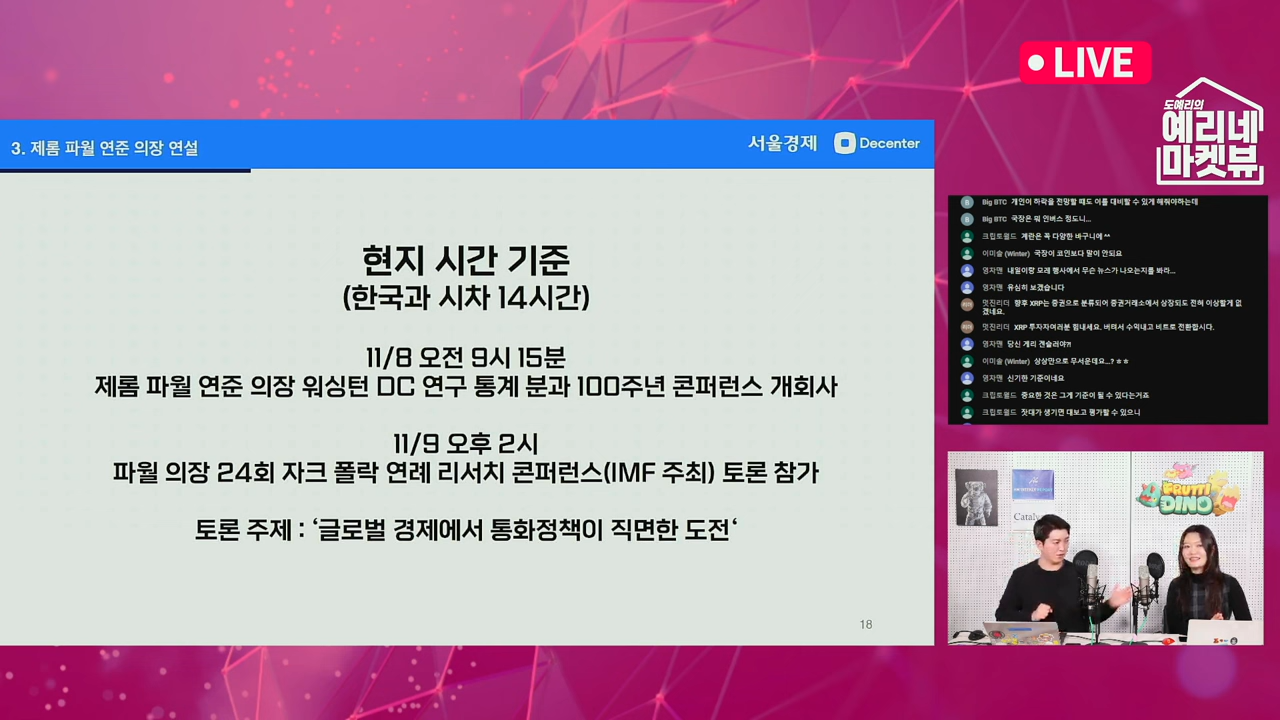 LIVE
도예리의
예리네
마켓뷰
3. 제롬 파월 연준 의장 연설
서울경제
Decenter
현지 시간 기준
(한국과 시차 14시간)
11/8 오전 9시 15분
제롬 파월 연준 의장 워싱턴 DC 연구 통계 분과 100주년 콘퍼런스 개회사
11/9 오후 2시
파월 의장 24회 자크 폴락 연례 리서치 콘퍼런스(IMF 주최) 토론 참가
토론 주제 : ‘글로벌 경제에서 통화정책이 직면한 도전‘
18
Big BTC 개인이 하락을 전망할 때도 이를 대비할 수 있게 해줘야하는데
Big BTC 국장은 뭐 인버스 정도니...
크립토월드 계란은 꼭 다양한 바구니에 ^^
이미솔 (Winter) 국장이 코인보다 말이 안되요
영자맨 내일이랑 모레 행사에서 무슨 뉴스가 나오는지를 봐라...
영자맨 유심히 보겠습니다
멋진리더 향후 XRP는 증권으로 분류되어 증권거래소에서 상장되도 전혀 이상할게 없
겠네요.
멋진리더 XRP 투자자여러분 힘내세요. 버텨서 수익내고 비트로 전환합시다.
영자맨 당신 게리 겐슬러야?!
이미솔 (Winter) 상상만으로 무서운데요...? ㅎㅎ
영자맨 신기한 기준이네요
크립토월드 중요한 것은 그게 기준이 될 수 있다는거죠
크립토월드 잣대가 생기면 대보고 평가할 수 있으니
FRUTTI
DINO